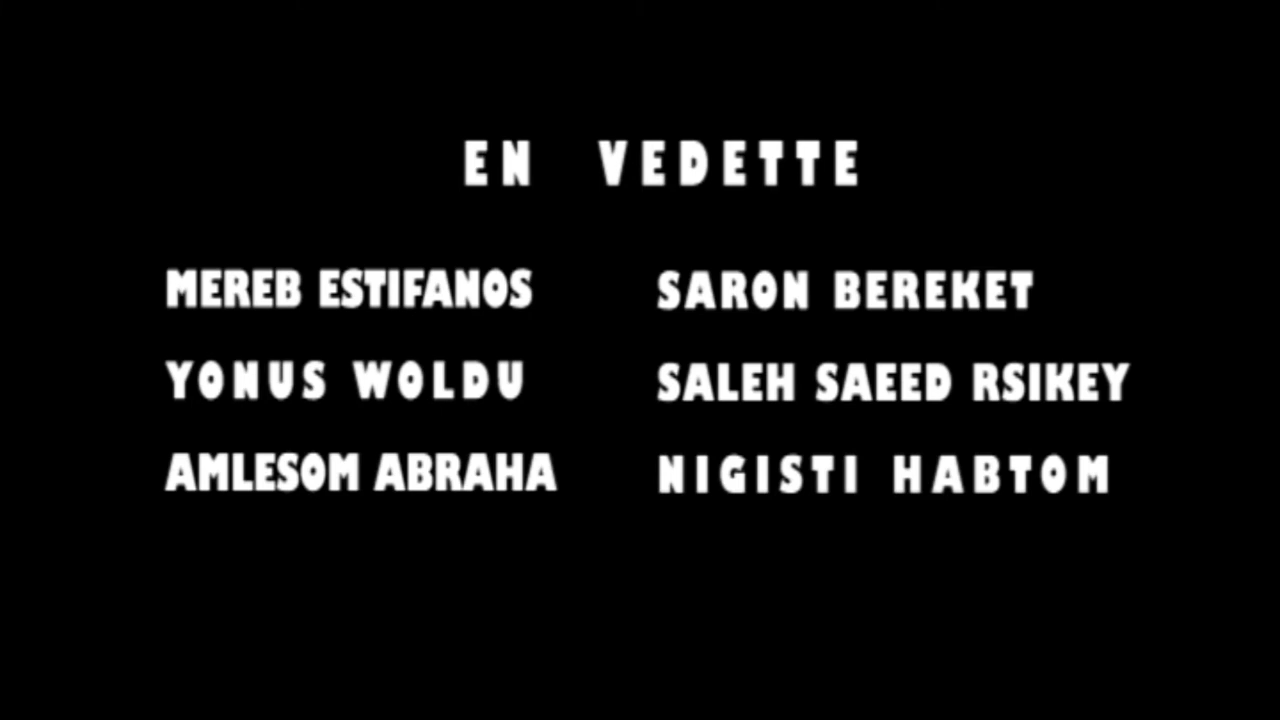 EN VEDETTE
MEREB ESTIFANOS
SARON BEREKET
YONUS WOLDU
SALEH SAEED RSIKEY
AMLESOM ABRAHA
NIGISTI HABTOM